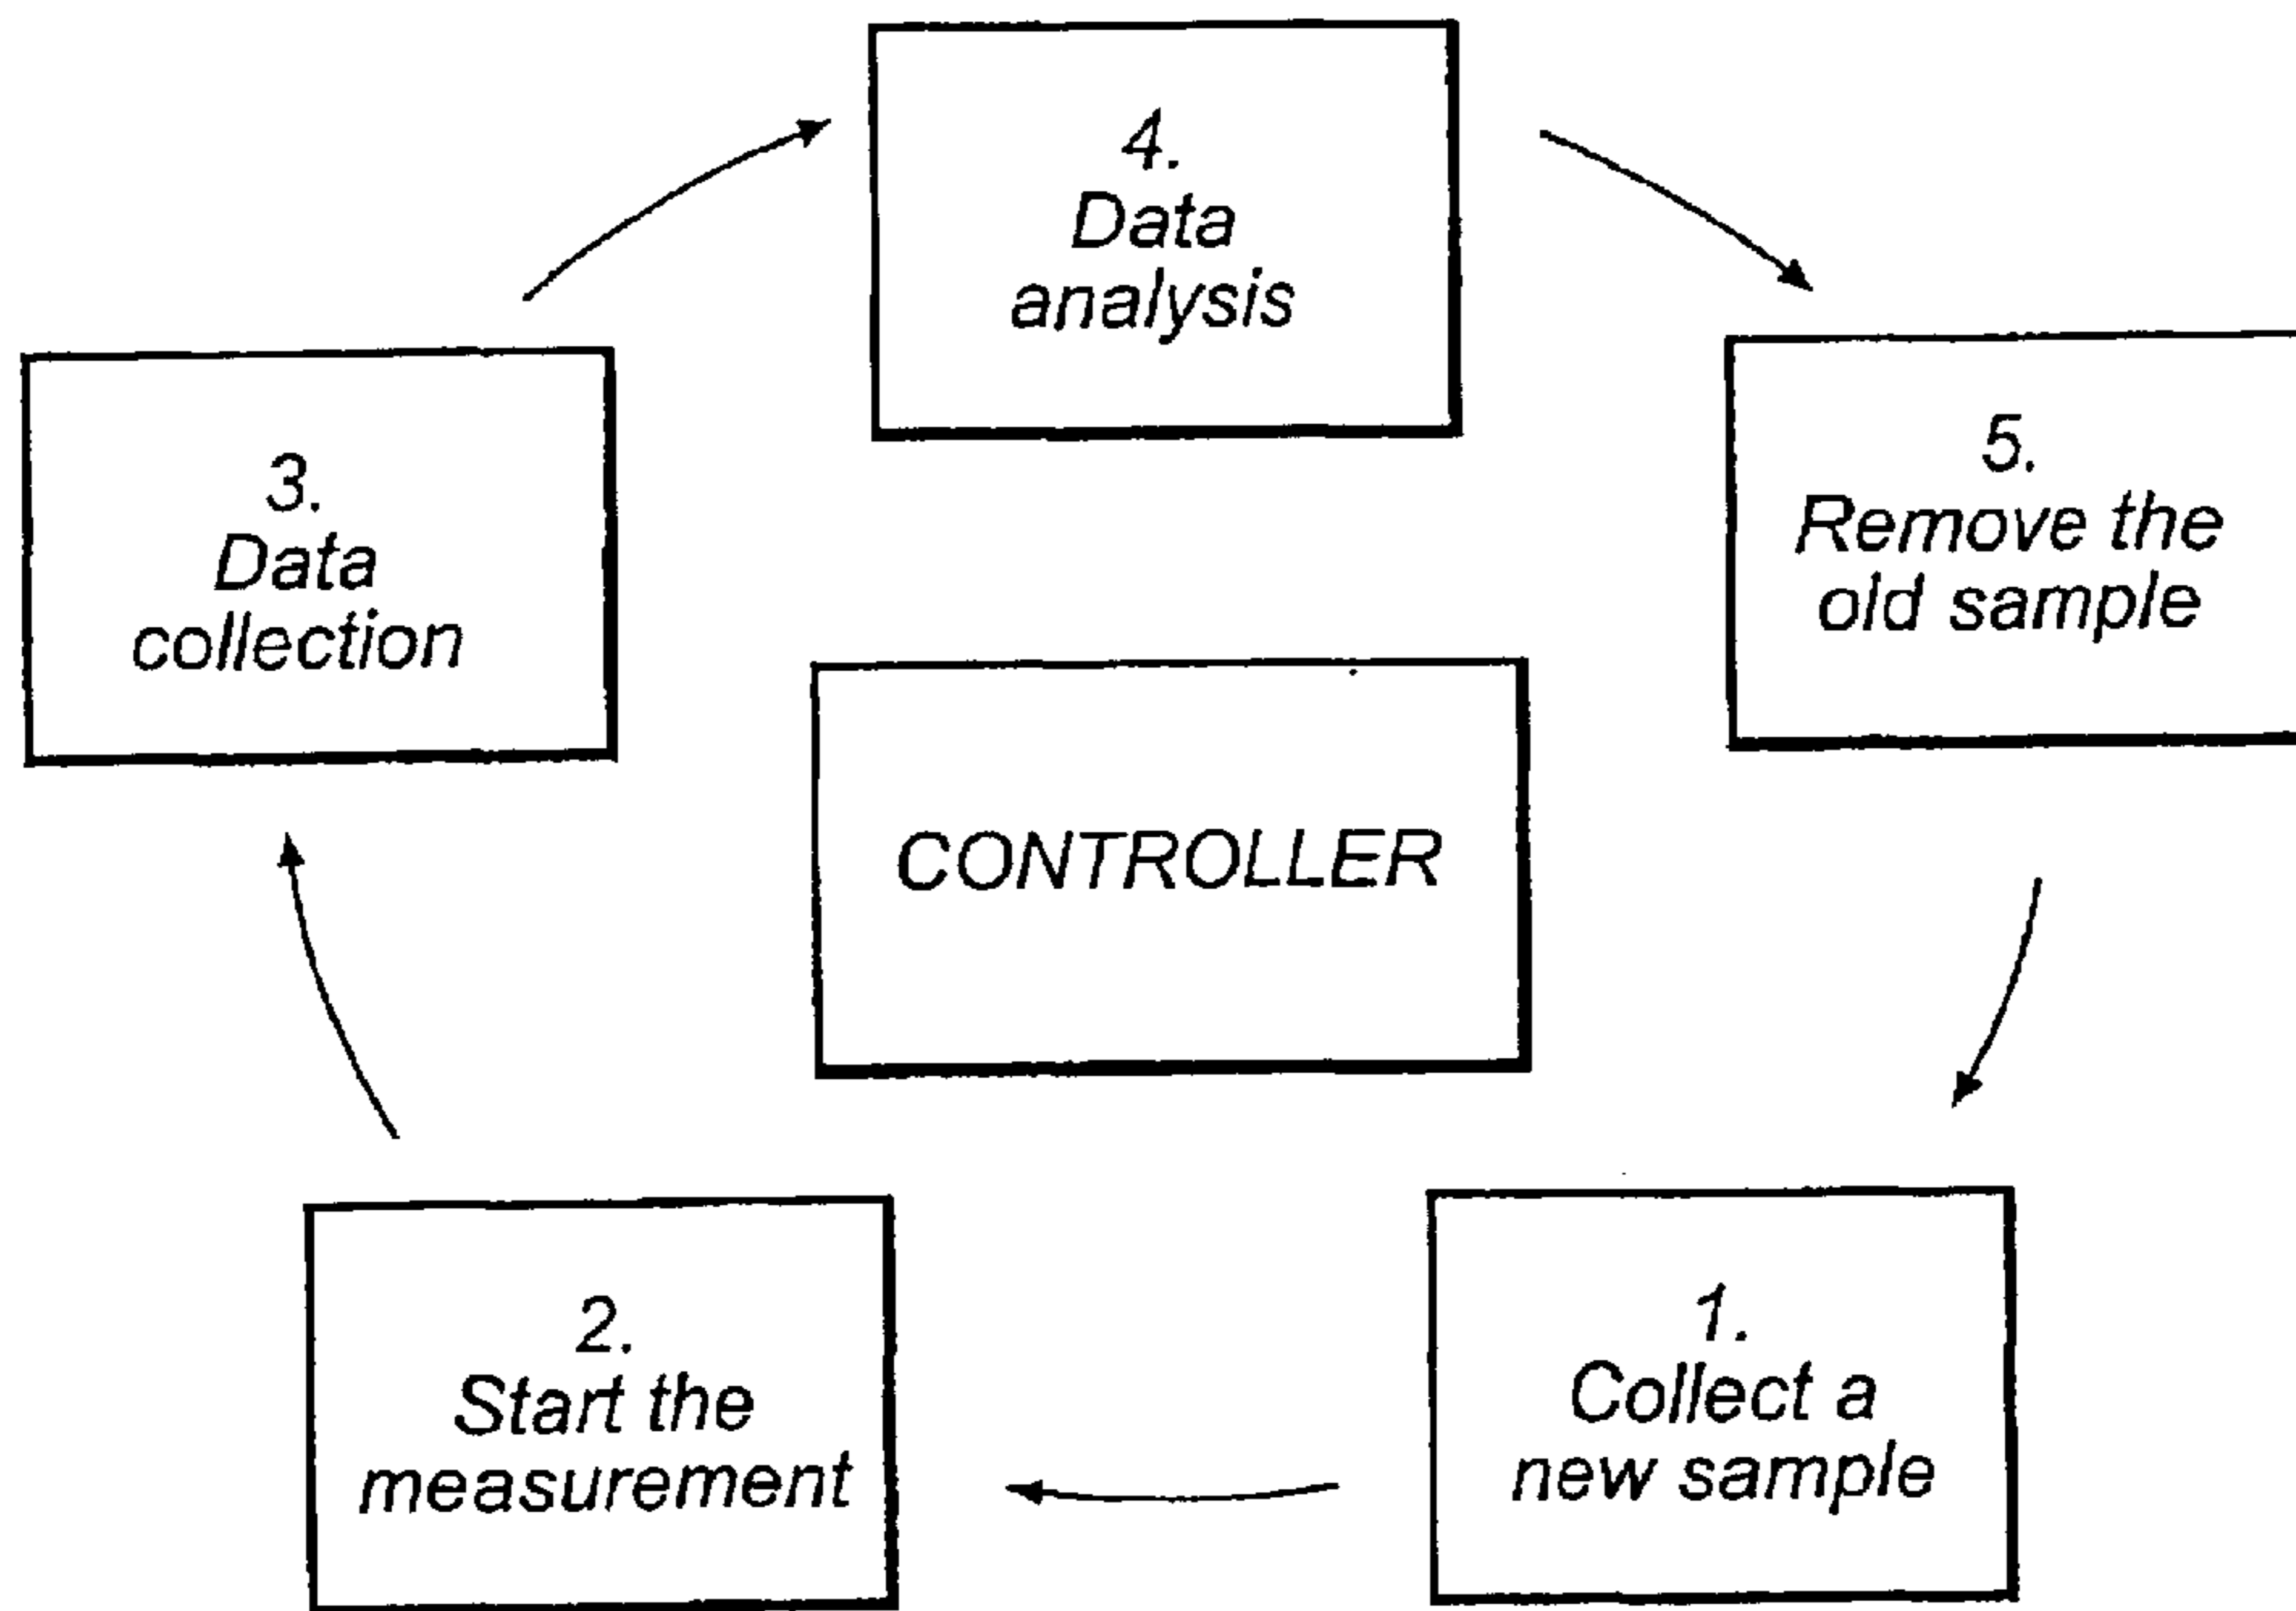 4.
Data
analysis
3.
Data
collection
5.
Remove the
old sample
CONTROLLER
2.
Start the
measurement
1.
Collect a
new sample